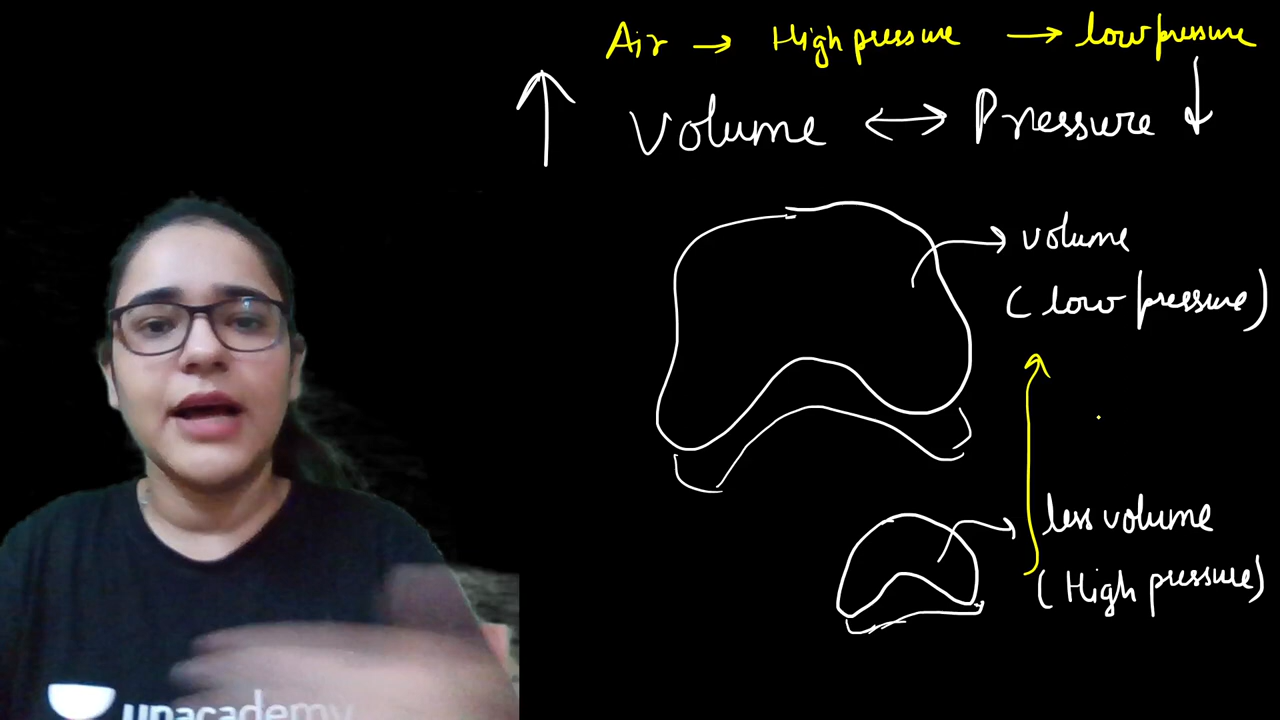 Air → High pressure → low pressure
↑ Volume ↔ Pressure ↓
→ volume
(low pressure)
→ less volume
(High pressure)
unacademy